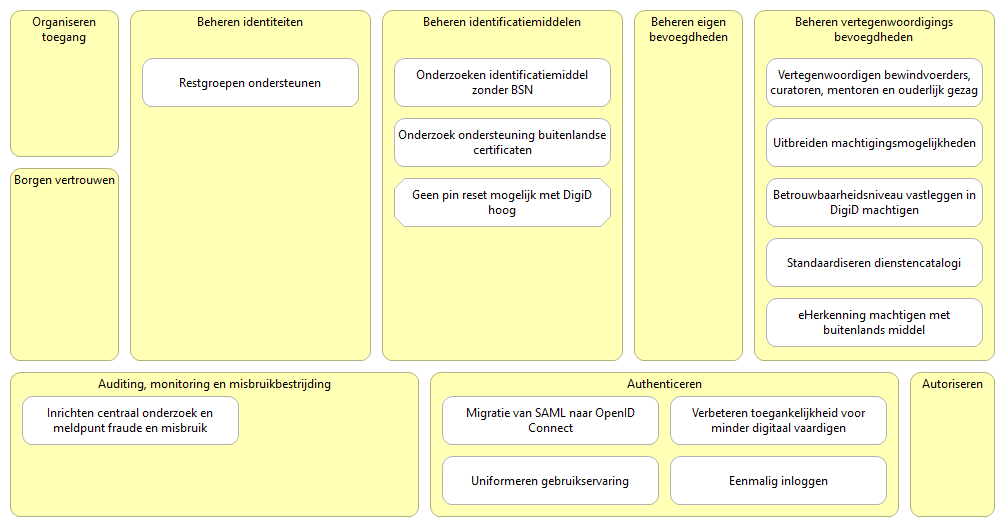 Organiseren
toegang
Borgen vertrouwen
Beheren identiteiten
Restgroepen ondersteunen
Beheren identificatiemiddelen
Onderzoeken identificatiemiddel
zonder BSN
Onderzoek ondersteuning buitenlandse
certificaten
Geen pin reset mogelijk met DigiD
hoog
Beheren eigen
bevoegdheden
Beheren vertegenwoordigings
bevoegdheden
Vertegenwoordigen bewindvoerders,
curatoren, mentoren en ouderlijk gezag
Uitbreiden machtigingsmogelijkheden
Betrouwbaarheidsniveau vastleggen in
DigiD machtigen
Standaardiseren dienstencatalogi
eHerkenning machtigen met
buitenlands middel
Auditing, monitoring en misbruikbestrijding
Inrichten centraal onderzoek en
meldpunt fraude en misbruik
Authenticeren
Migratie van SAML naar OpenID
Connect
Verbeteren toegankelijkheid voor
minder digitaal vaardigen
Uniformeren gebruikservaring
Eenmalig inloggen
Autoriseren